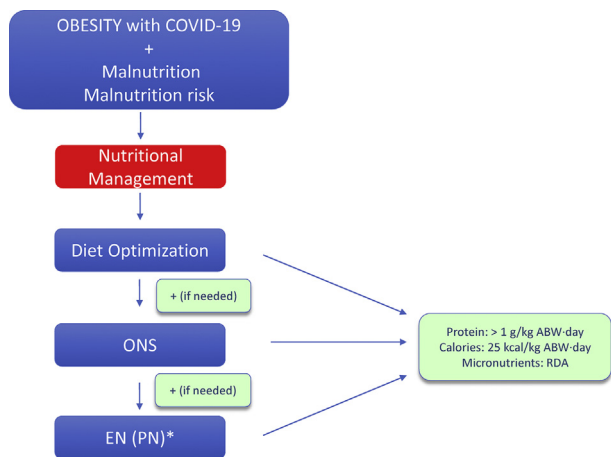 OBESITY with COVID-19
+
Malnutrition
Malnutrition risk
Nutritional
Management
Diet Optimization
+ (if needed)
ONS
+ (if needed)
EN (PN)*
Protein: > 1 g/kg ABW·day
Calories: 25 kcal/kg ABW·day
Micronutrients: RDA